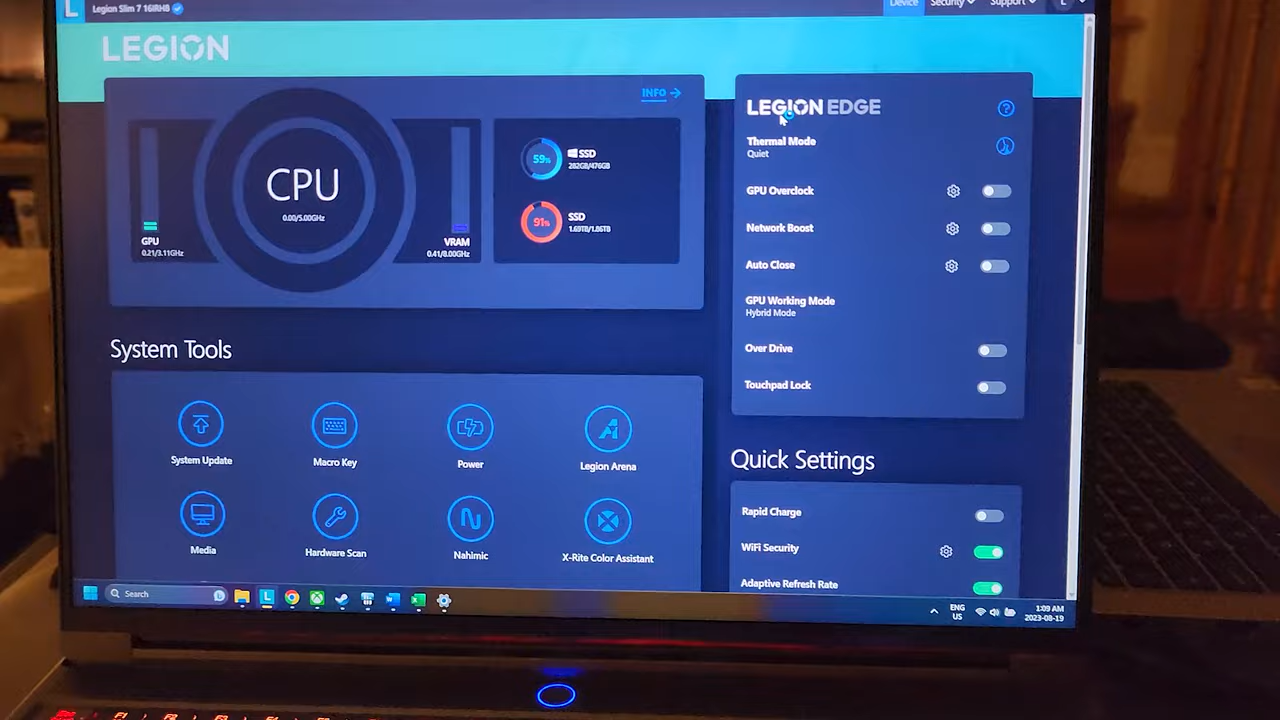 Legion Slim 7 16IRH8
Device
Security
Support
L
LEGION
INFO
CPU
0.00/5.00GHz
GPU
0.21/3.11GHz
VRAM
0.41/8.00GHz
59%
SSD
282GB/476GB
91%
SSD
1.69TB/1.86TB
LEGION EDGE
Thermal Mode
Quiet
GPU Overclock
Network Boost
Auto Close
GPU Working Mode
Hybrid Mode
Over Drive
Touchpad Lock
System Tools
System Update
Macro Key
Power
Legion Arena
Media
Hardware Scan
Nahimic
X-Rite Color Assistant
Quick Settings
Rapid Charge
WiFi Security
Adaptive Refresh Rate
Search
ENG
US
1:09 AM
2023-08-19